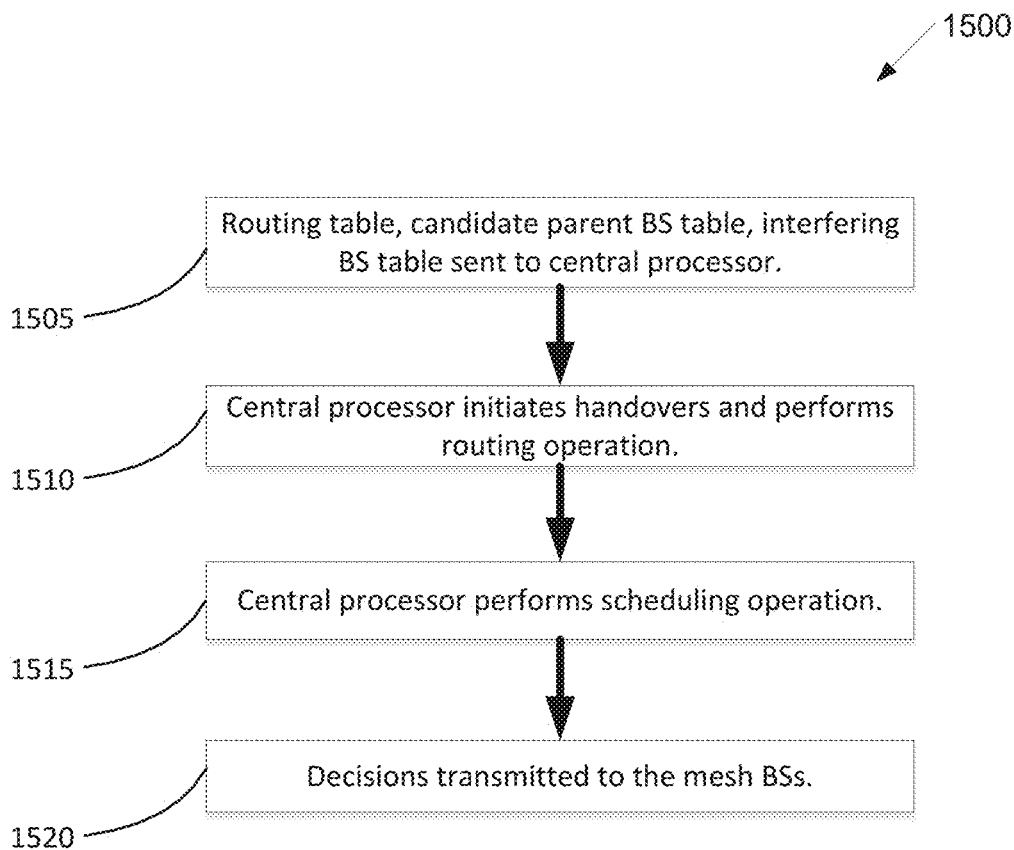 1500
Routing table, candidate parent BS table, interfering
BS table sent to central processor.
1505
Central processor initiates handovers and performs
routing operation.
1510
Central processor performs scheduling operation.
1515
Decisions transmitted to the mesh BSs.
1520